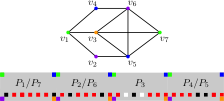 v₄ v₆
v₁ v₃ v₇
v₂ v₅
P₁/P₇ P₂/P₆ P₃ P₄/P₅